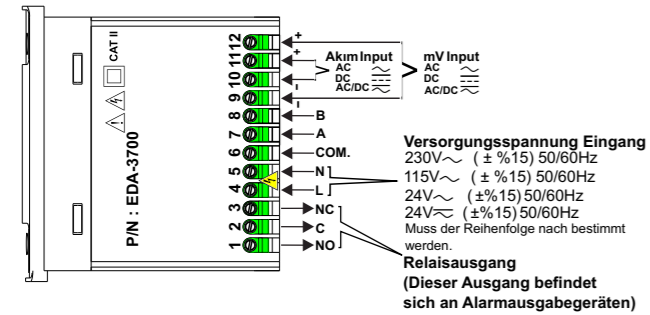 CAT II
P/N : EDA-3700
12
11
10
9
8
7
6
5
4
3
2
1
+
+
-
-
Akım Input
AC
DC
AC/DC
mV Input
AC
DC
AC/DC
B
A
COM.
N
L
NC
C
NO
Versorgungsspannung Eingang
230V ( ± %15) 50/60Hz
115V ( ± %15) 50/60Hz
24V (±%15) 50/60Hz
24V (±%15) 50/60Hz
Muss der Reihenfolge nach bestimmt
werden.
Relaisausgang
(Dieser Ausgang befindet
sich an Alarmausgabegeräten)